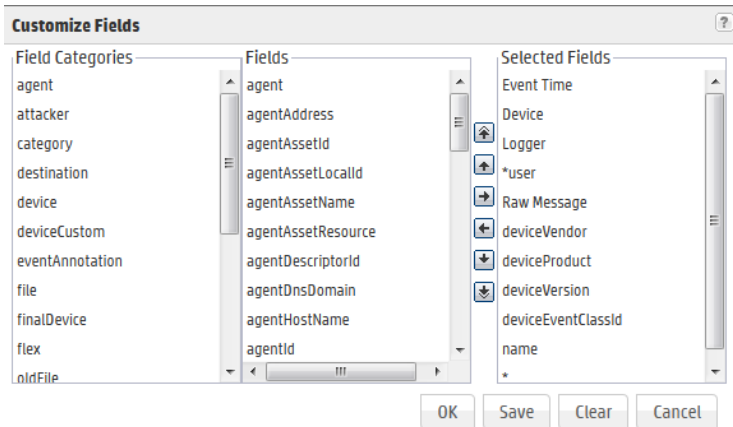 Customize Fields
?
Field Categories
agent
attacker
category
destination
device
deviceCustom
eventAnnotation
file
finalDevice
flex
oldFile
Fields
agent
agentAddress
agentAssetId
agentAssetLocalId
agentAssetName
agentAssetResource
agentDescriptorId
agentDnsDomain
agentHostName
agentId
Selected Fields
Event Time
Device
Logger
*user
Raw Message
deviceVendor
deviceProduct
deviceVersion
deviceEventClassId
name
*
OK
Save
Clear
Cancel